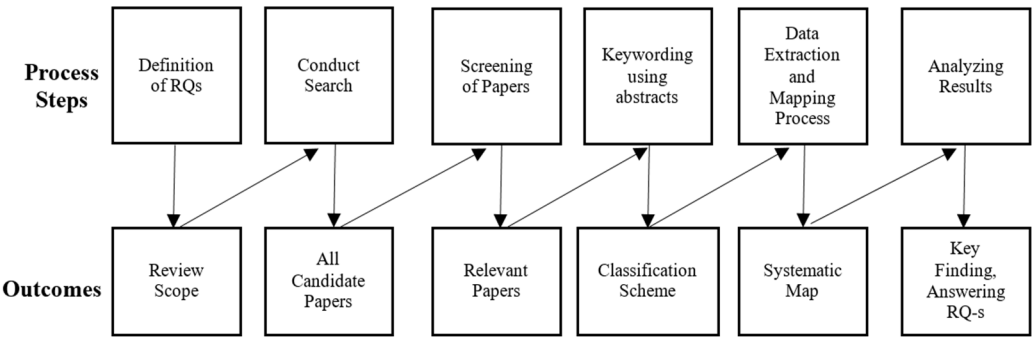 Process
Steps
Definition
of RQs
Conduct
Search
Screening
of Papers
Keywording
using
abstracts
Data
Extraction
and
Mapping
Process
Analyzing
Results
Outcomes
Review
Scope
All
Candidate
Papers
Relevant
Papers
Classification
Scheme
Systematic
Map
Key
Finding,
Answering
RQ-s